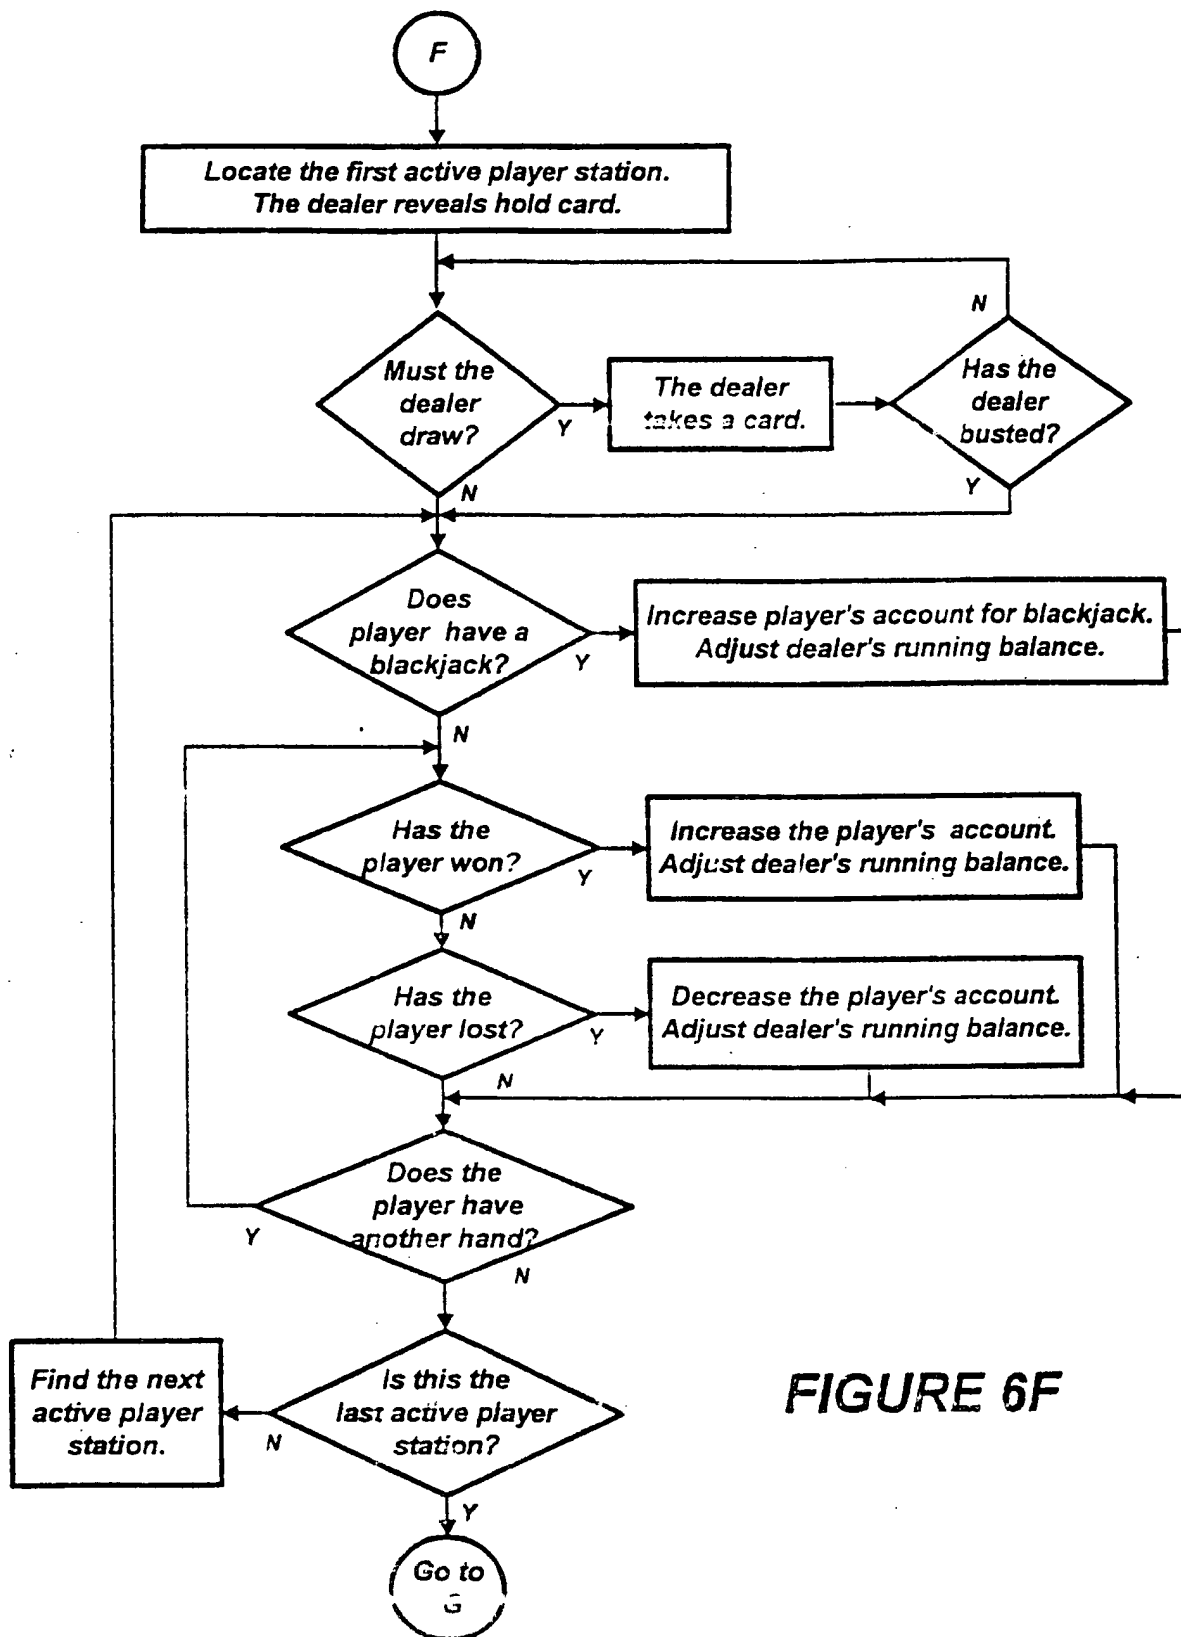 F
Locate the first active player station.
The dealer reveals hold card.
N
Must the
dealer
draw?
Y
The dealer
takes a card.
Has the
dealer
busted?
N
Y
Does
player have a
blackjack?
Y
Increase player's account for blackjack.
Adjust dealer's running balance.
N
Has the
player won?
Y
Increase the player's account.
Adjust dealer's running balance.
N
Has the
player lost?
Y
Decrease the player's account.
Adjust dealer's running balance.
N
Does the
player have
another hand?
Y
N
Find the next
active player
station.
N
Is this the
last active player
station?
FIGURE 6F
Y
Go to
G